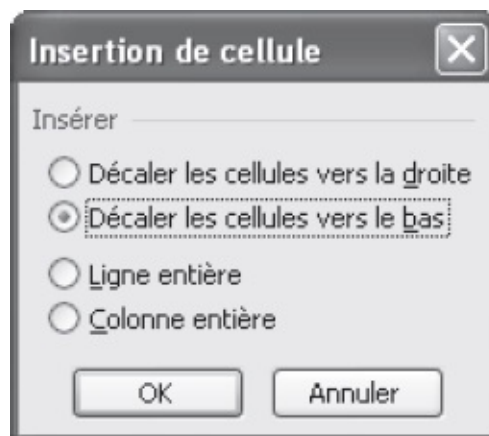 Insertion de cellule
Insérer
Décaler les cellules vers la droite
Décaler les cellules vers le bas
Ligne entière
Colonne entière
OK Annuler